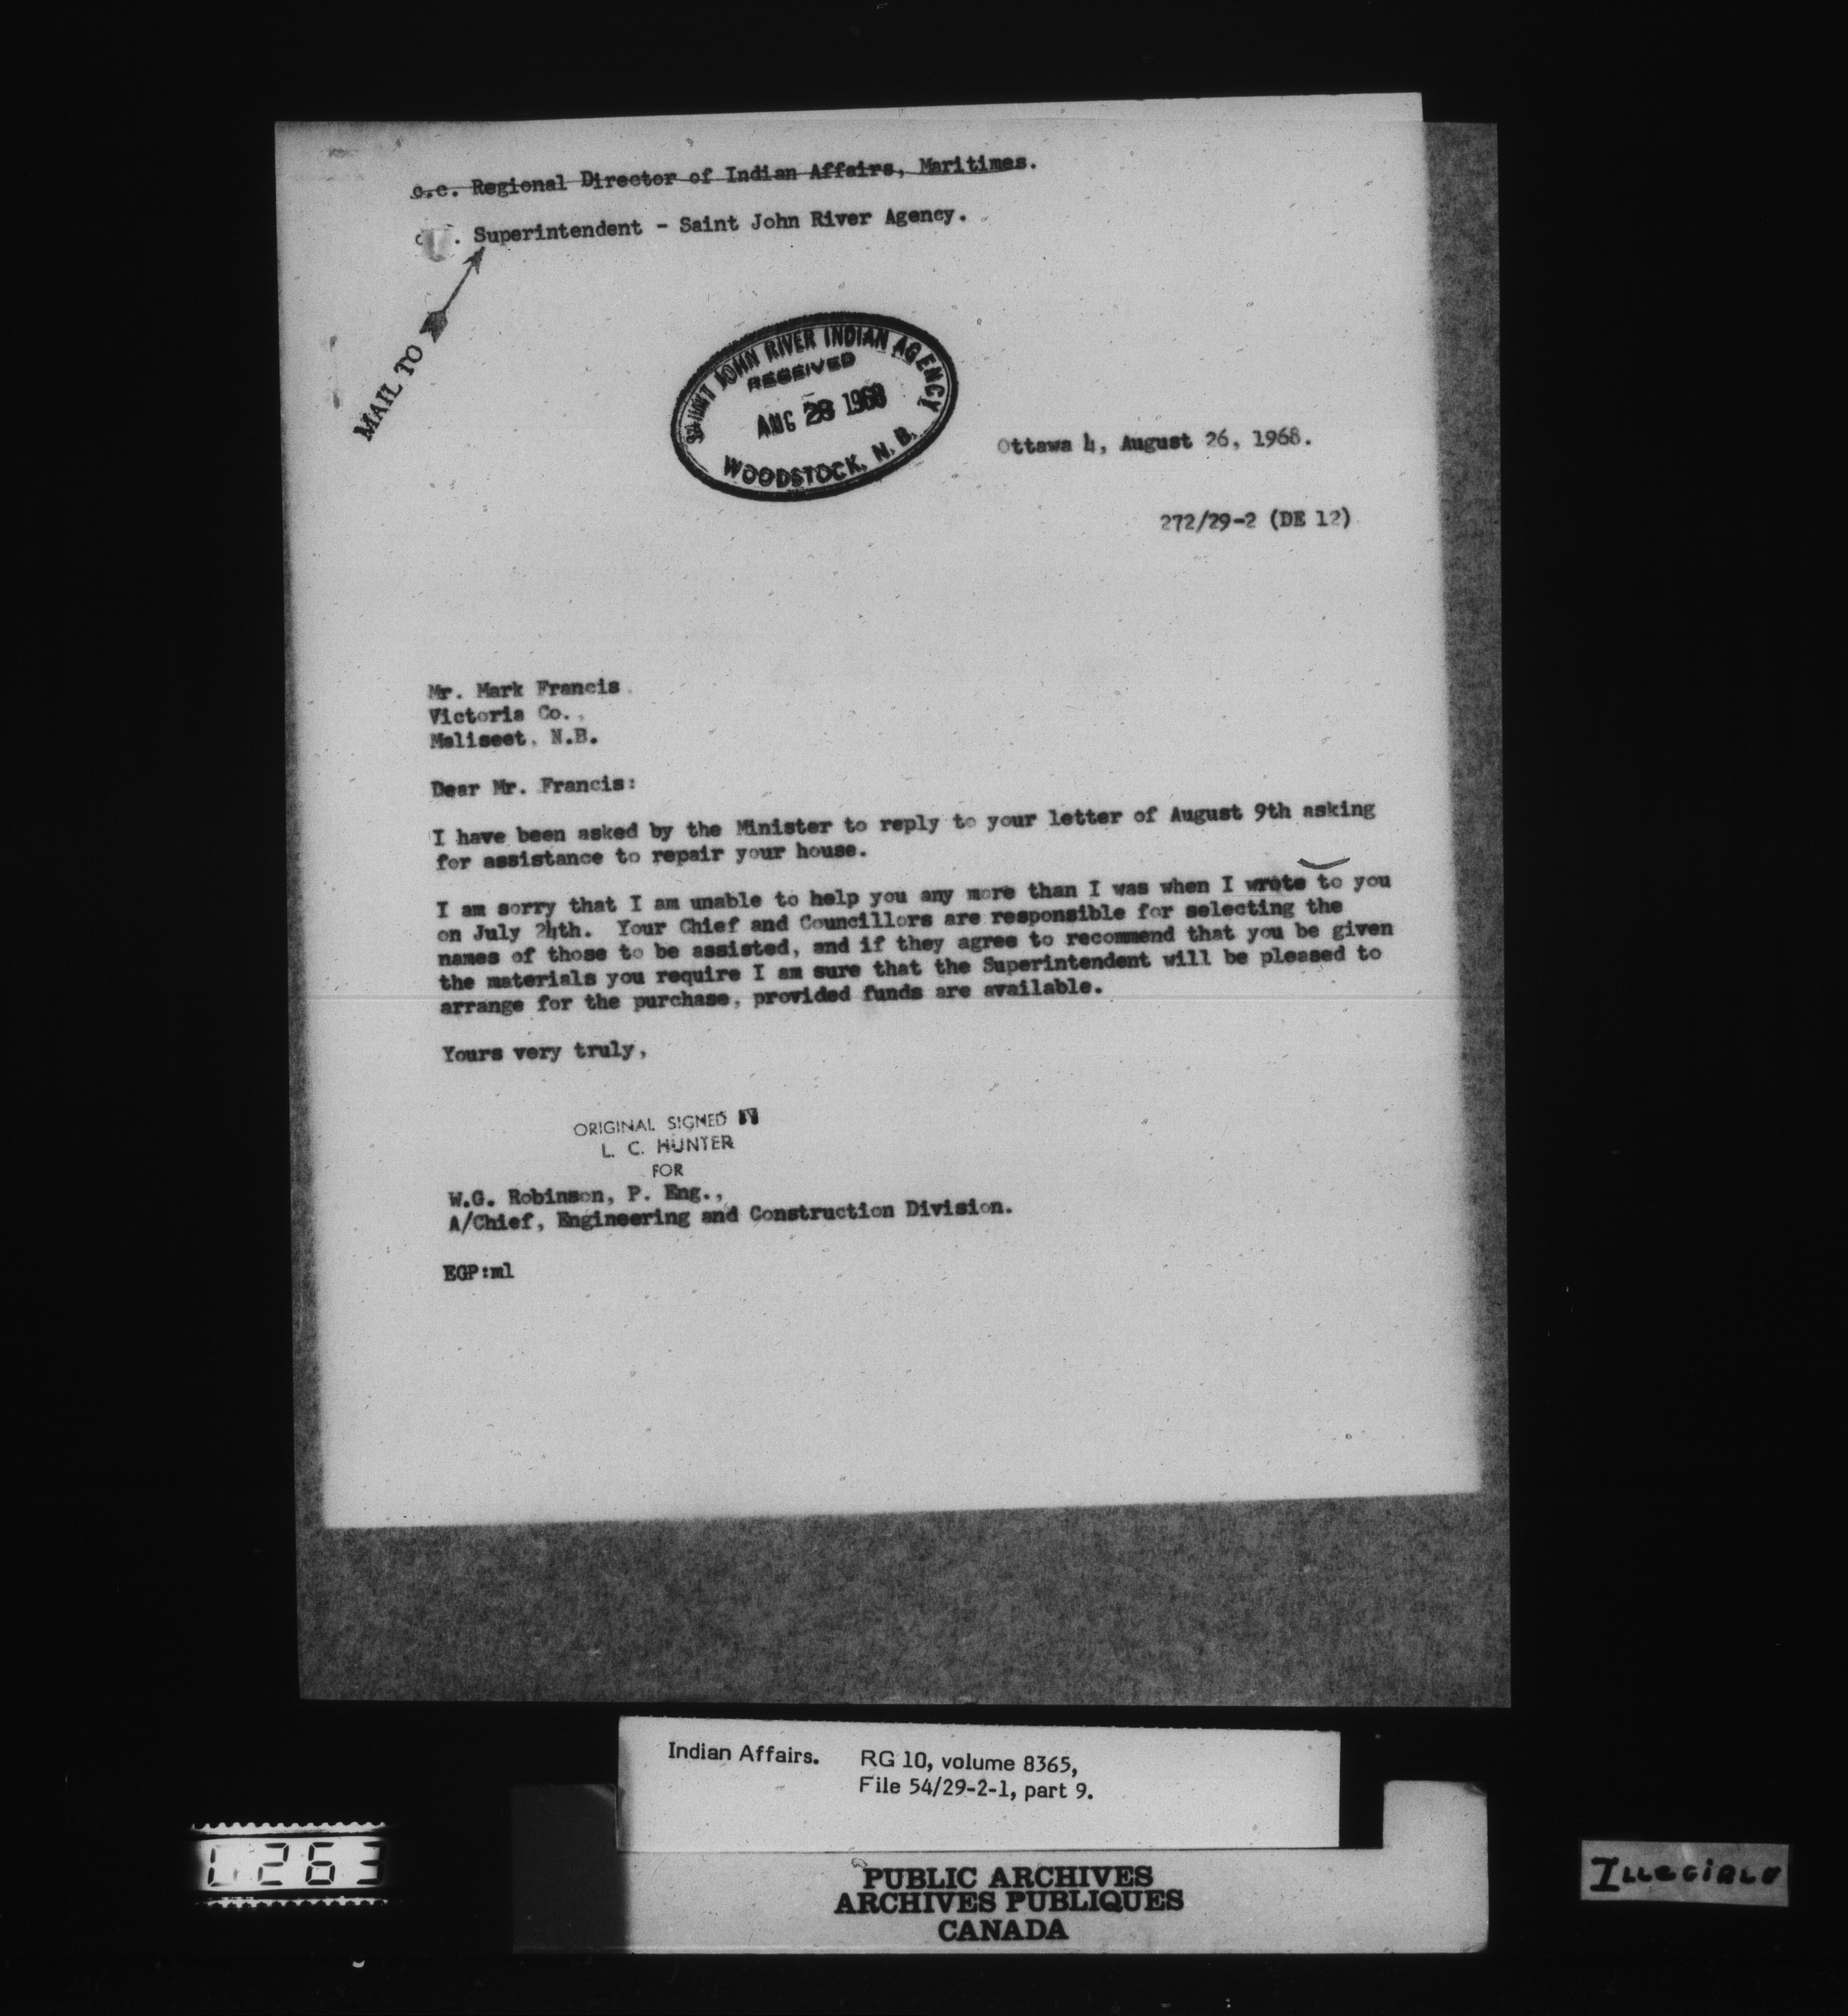 c.c. Regional Director of Indian Affairs, Maritimes.
Superintendent - Saint John River Agency.
MAIL TO
SAINT JOHN RIVER INDIAN AGENCY
RECEIVED
AUG 28 1968
WOODSTOCK, N. B.
Ottawa 4, August 26, 1968.
272/29-2 (DE 12)
Mr. Mark Francis
Victoria Co.,
Maliseet, N.B.
Dear Mr. Francis:
I have been asked by the Minister to reply to your letter of August 9th asking
for assistance to repair your house.
I am sorry that I am unable to help you any more than I was when I wrote to you
on July 24th. Your Chief and Councillors are responsible for selecting the
names of those to be assisted, and if they agree to recommend that you be given
the materials you require I am sure that the Superintendent will be pleased to
arrange for the purchase, provided funds are available.
Yours very truly,
ORIGINAL SIGNED BY
L. C. HUNTER
FOR
W.G. Robinson, P. Eng.,
A/Chief, Engineering and Construction Division.
EGP:ml
Indian Affairs. RG 10, volume 8365,
File 54/29-2-1, part 9.
263
PUBLIC ARCHIVES
ARCHIVES PUBLIQUES
CANADA
ILLEGIBLE